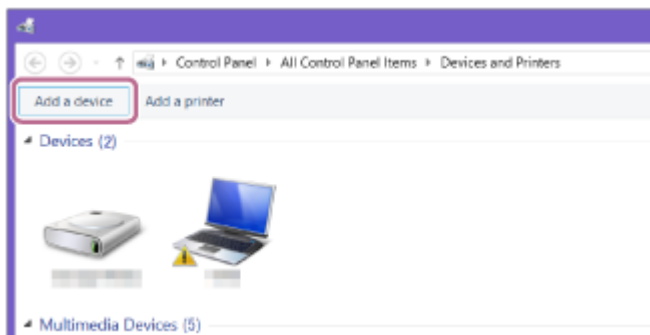 Control Panel All Control Panel Items Devices and Printers
Add a device Add a printer
Devices (2)
Multimedia Devices (5)